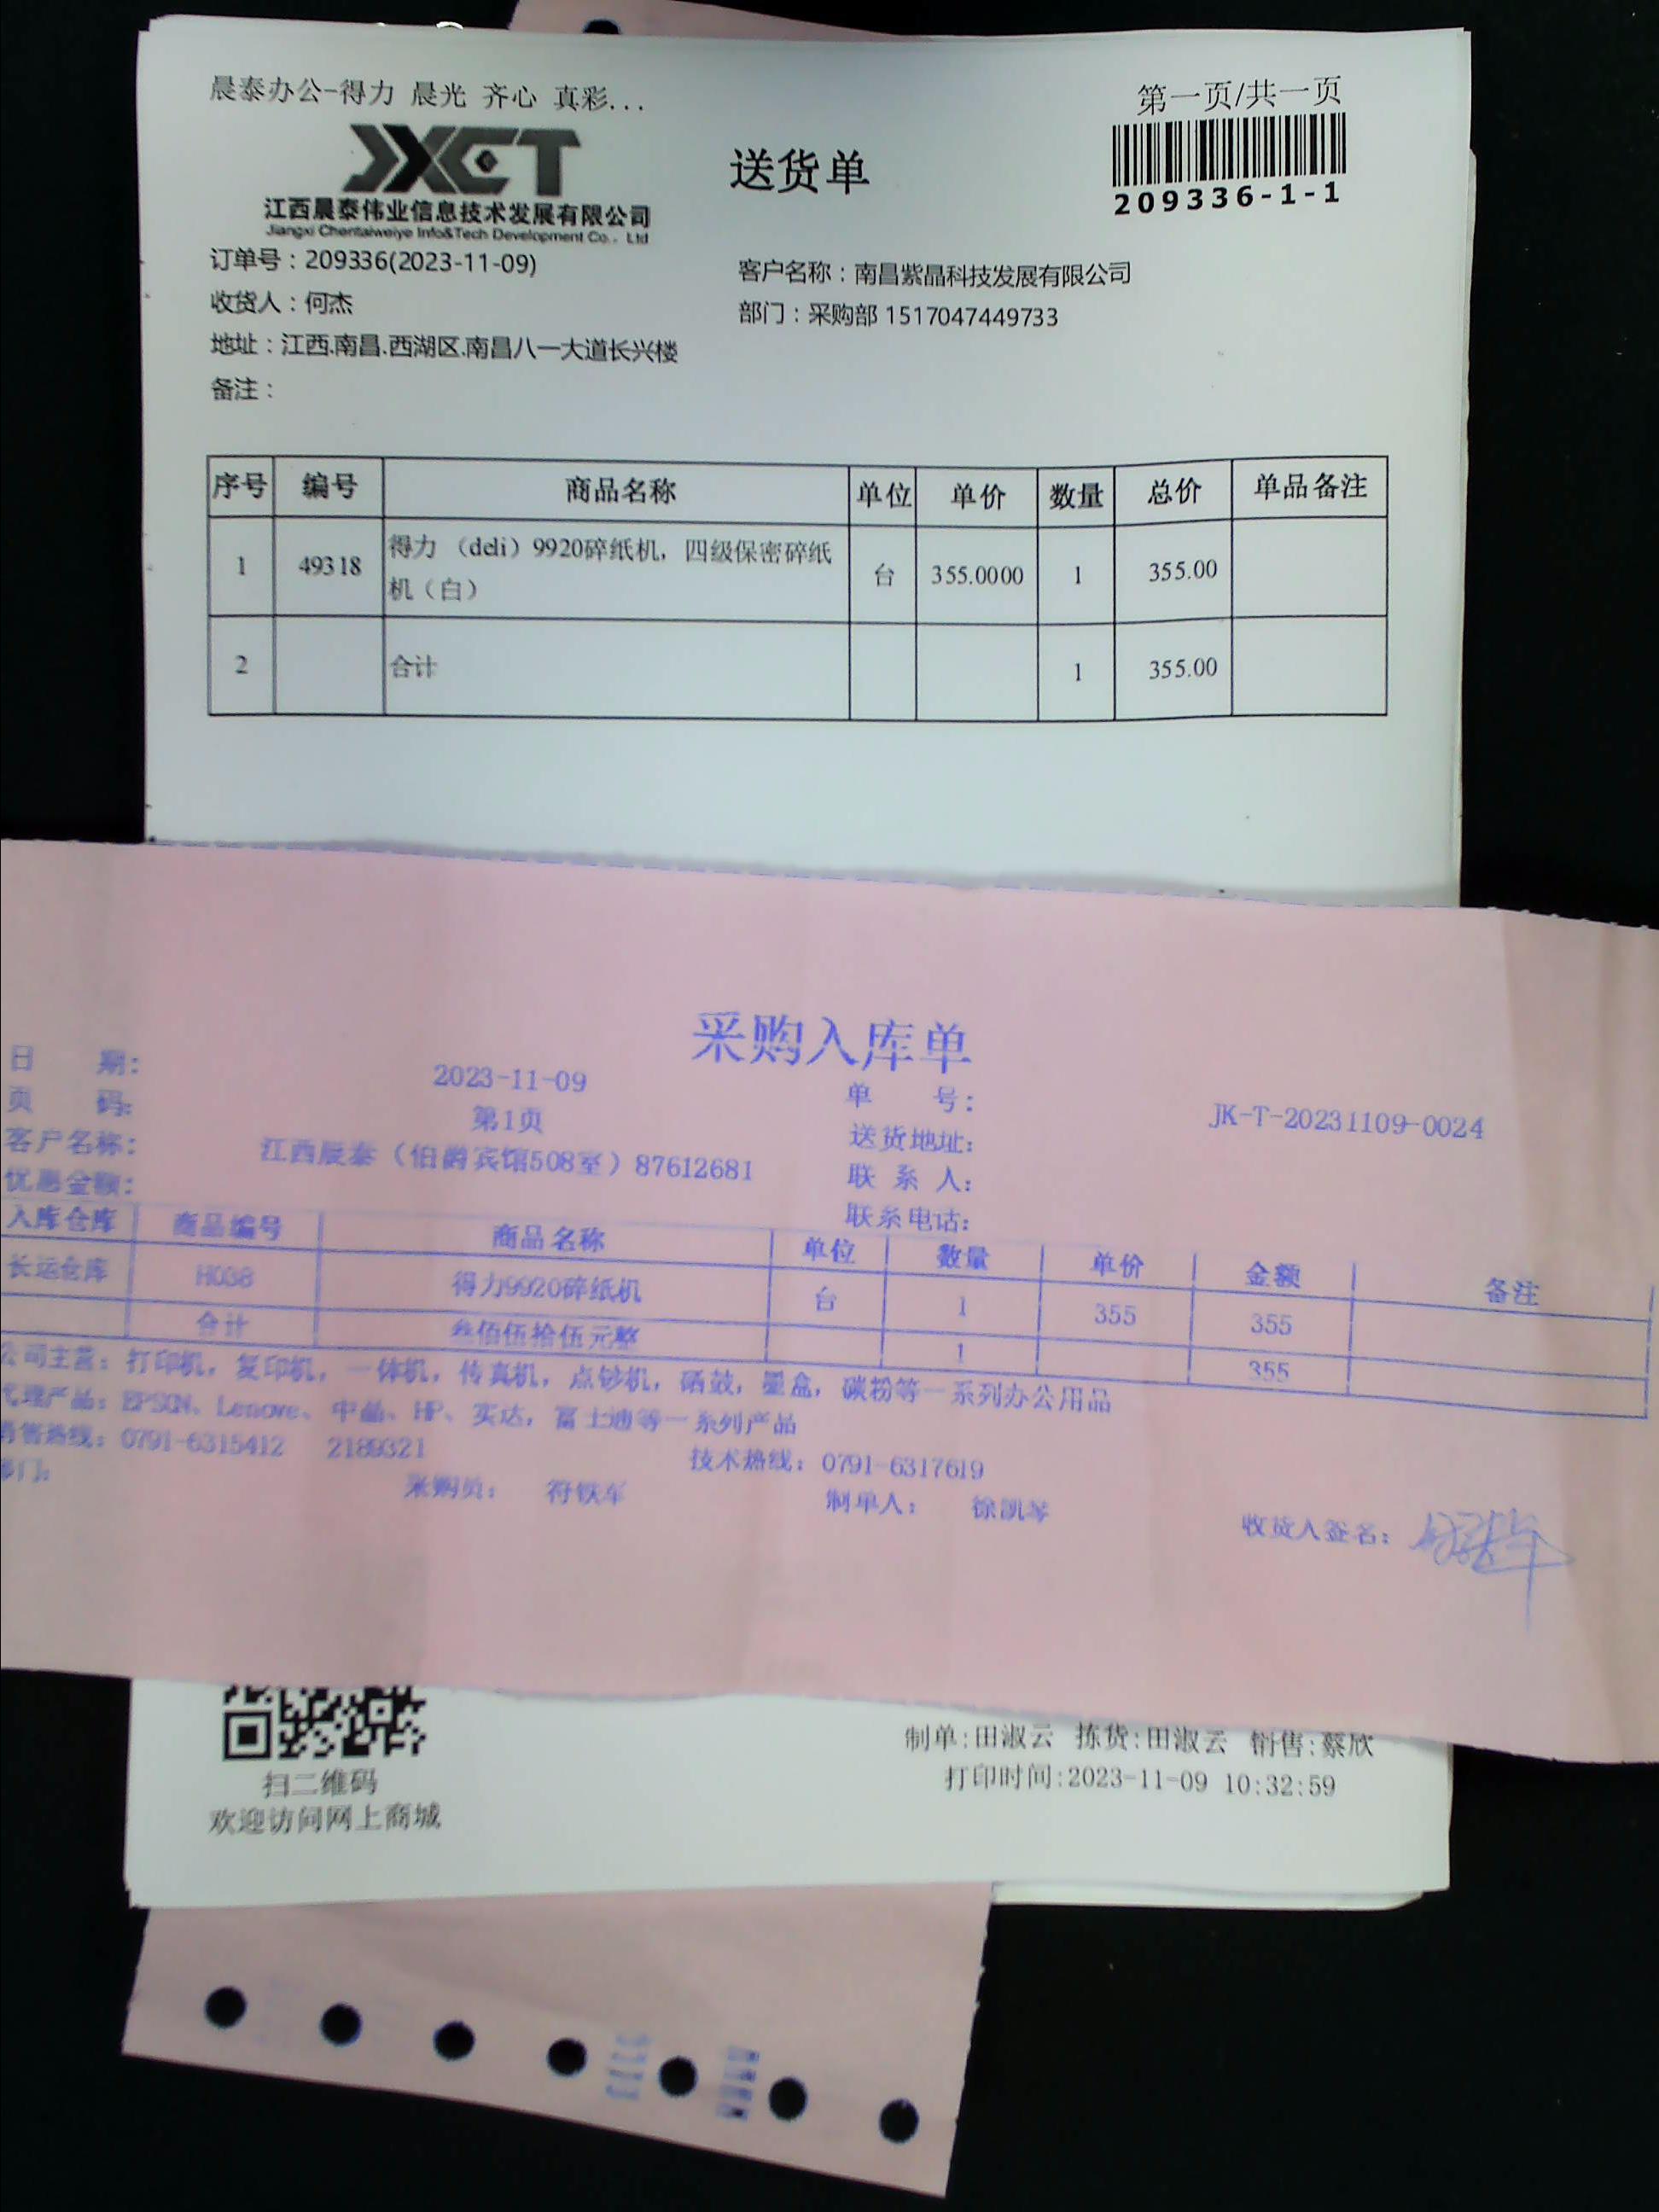 晨泰办公-得力 晨光 齐心 真彩...
第一页/共一页
JXCT
送货单
209336-1-1
江西晨泰伟业信息技术发展有限公司
Jiangxi Chentaiweiye Info&Tech Development Co., Ltd
订单号：209336(2023-11-09)
客户名称：南昌紫晶科技发展有限公司
收货人：何杰
部门：采购部 1517047449733
地址：江西.南昌.西湖区.南昌八一大道长兴楼
备注：
序号 编号 商品名称 单位 单价 数量 总价 单品备注
1 49318 得力（deli）9920碎纸机，四级保密碎纸机（白） 台 355.0000 1 355.00
2 合计 1 355.00
采购入库单
日 期: 2023-11-09 单 号: JK-T-20231109-0024
页 码: 第1页 送货地址:
客户名称: 江西辰泰（伯爵宾馆508室）87612681 联 系 人:
优惠金额: 联系电话:
入库仓库 商品编号 商品名称 单位 数量 单价 金额 备注
长运仓库 H038 得力9920碎纸机 台 1 355 355
合计 叁佰伍拾伍元整 1 355
公司主营: 打印机, 复印机, 一体机, 传真机, 点钞机, 硒鼓, 墨盒, 碳粉等一系列办公用品
代理产品: EPSON、Lenove、中晶、HP、实达, 富士通等一系列产品
销售热线: 0791-6315412 2189321 技术热线: 0791-6317619
部门:
采购员: 符铁军 制单人: 徐凯琴 收货人签名:
制单:田淑云 拣货:田淑云 销售:蔡欣
打印时间:2023-11-09 10:32:59
扫二维码
欢迎访问网上商城